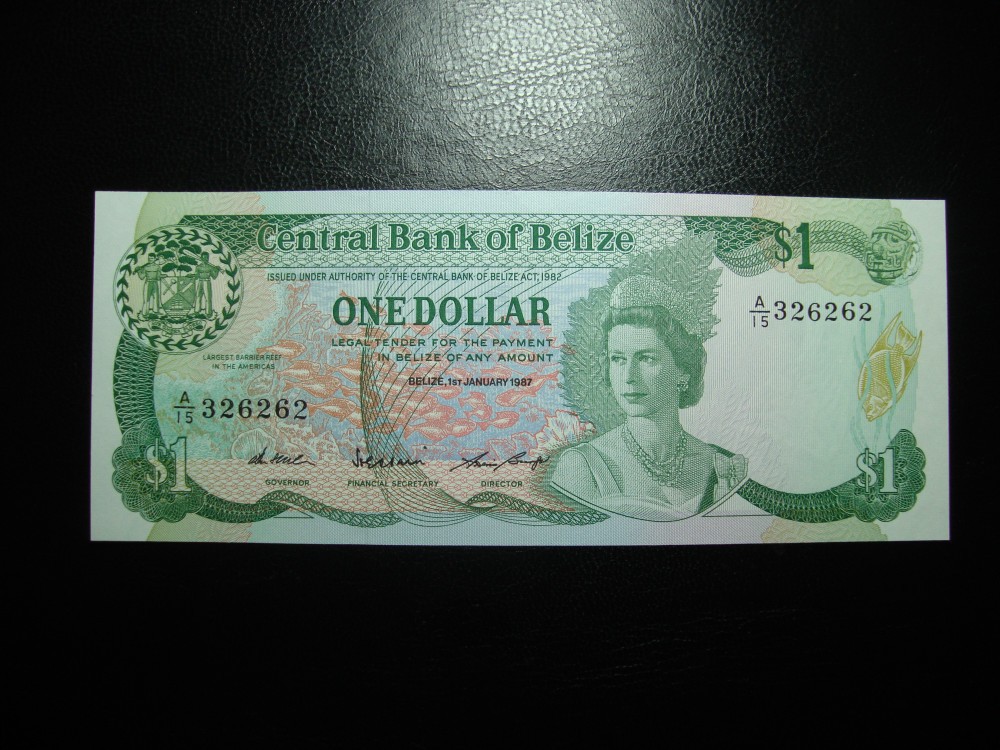 Central Bank of Belize
$1
ISSUED UNDER AUTHORITY OF THE CENTRAL BANK OF BELIZE ACT, 1982
ONE DOLLAR
A/15 326262
LEGAL TENDER FOR THE PAYMENT
IN BELIZE OF ANY AMOUNT
LARGEST BARRIER REEF
IN THE AMERICAS
BELIZE, 1ST JANUARY 1987
A/15 326262
$1
$1
GOVERNOR
FINANCIAL SECRETARY
DIRECTOR